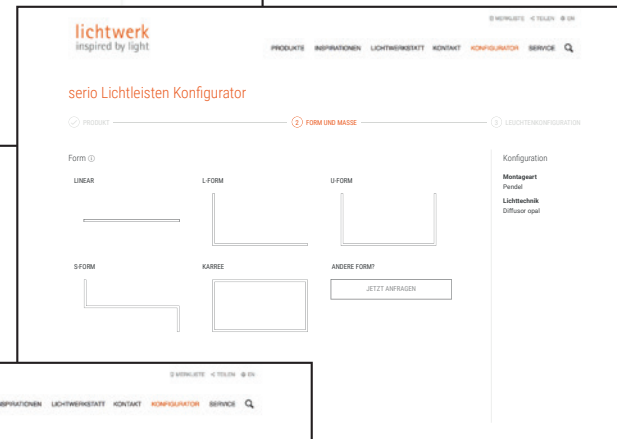 lichtwerk
inspired by light
MERKLISTE TEILEN EN
PRODUKTE INSPIRATIONEN LICHTWERKSTATT KONTAKT KONFIGURATOR SERVICE
serio Lichtleisten Konfigurator
PRODUKT 2 FORM UND MASSE 3 LEUCHTENKONFIGURATION
Form
Konfiguration
LINEAR L-FORM U-FORM
Montageart
Pendel
Lichttechnik
Diffusor opal
S-FORM KARREE ANDERE FORM?
JETZT ANFRAGEN
MERKLISTE TEILEN EN
INSPIRATIONEN LICHTWERKSTATT KONTAKT KONFIGURATOR SERVICE